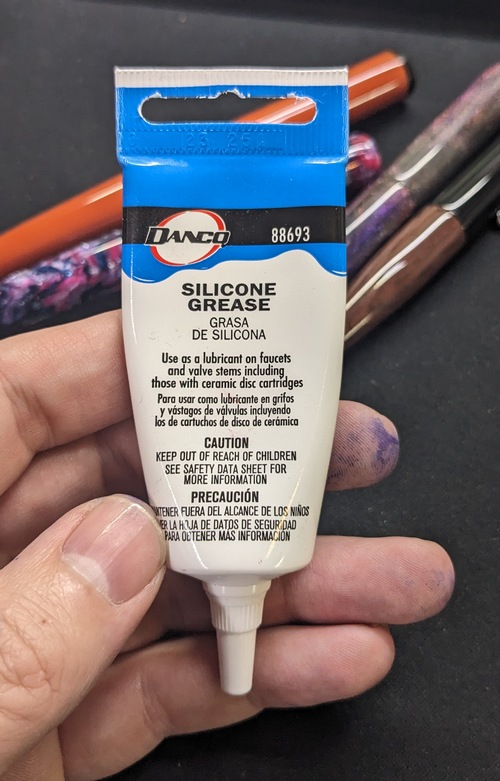 DANCO
88693
SILICONE
GREASE
GRASA
DE SILICONA
Use as a lubricant on faucets
and valve stems including
those with ceramic disc cartridges
Para usar como lubricante en grifos
y vástagos de válvulas incluyendo
los de cartuchos de disco de cerámica
CAUTION
KEEP OUT OF REACH OF CHILDREN
SEE SAFETY DATA SHEET FOR
MORE INFORMATION
PRECAUCIÓN
NTENER FUERA DEL ALCANCE DE LOS NIÑOS
ER LA HOJA DE DATOS DE SEGURIDAD
PARA OBTENER MÁS INFORMACIÓN